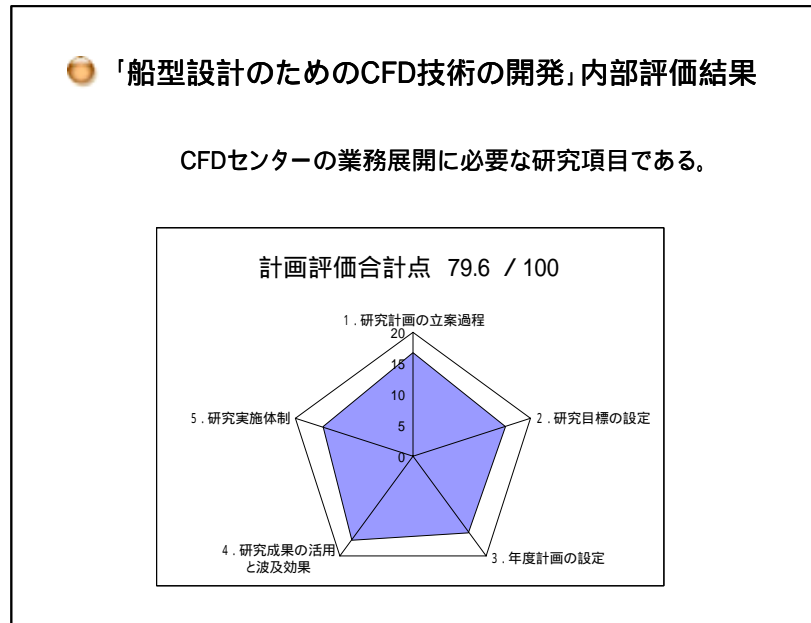 「船型設計のためのCFD技術の開発」内部評価結果
CFDセンターの業務展開に必要な研究項目である。
計画評価合計点 79.6 / 100
1．研究計画の立案過程
20
15
10
5
0
2．研究目標の設定
3．年度計画の設定
4．研究成果の活用
と波及効果
5．研究実施体制